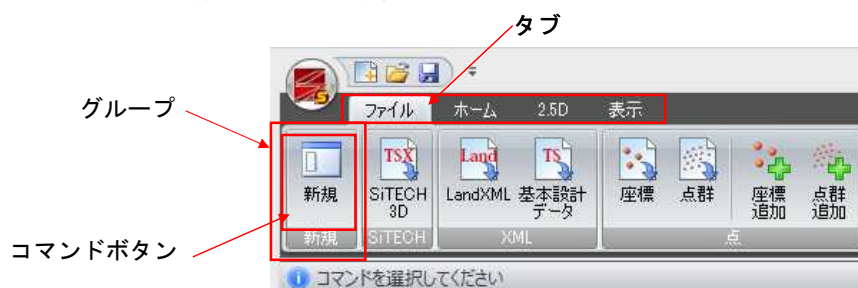 タブ
グループ
コマンドボタン
S
ファイル ホーム 2.5D 表示
TSX Land TS
新規 SiTECH 3D LandXML 基本設計データ 座標 点群 座標追加 点群追加
新規 SiTECH XML 点
コマンドを選択してください